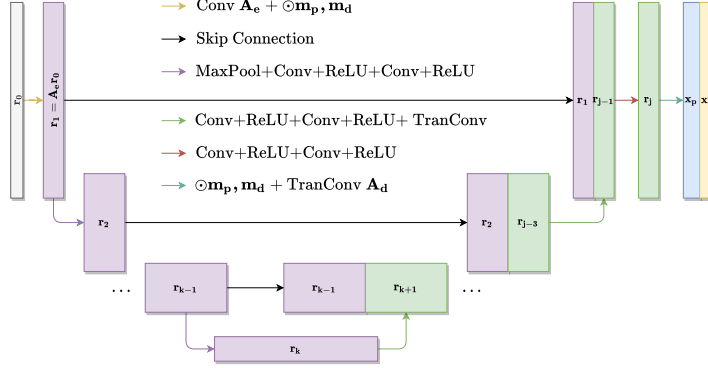 Conv A_e + ⊙m_p, m_d
Skip Connection
MaxPool+Conv+ReLU+Conv+ReLU
r_0
r_1 = A_e r_0
r_1 r_{j−1}
r_j
x_p x
Conv+ReLU+Conv+ReLU+ TranConv
Conv+ReLU+Conv+ReLU
⊙m_p, m_d + TranConv A_d
r_2
r_2 r_{j−3}
... r_{k−1} r_{k−1} r_{k+1} ...
r_k